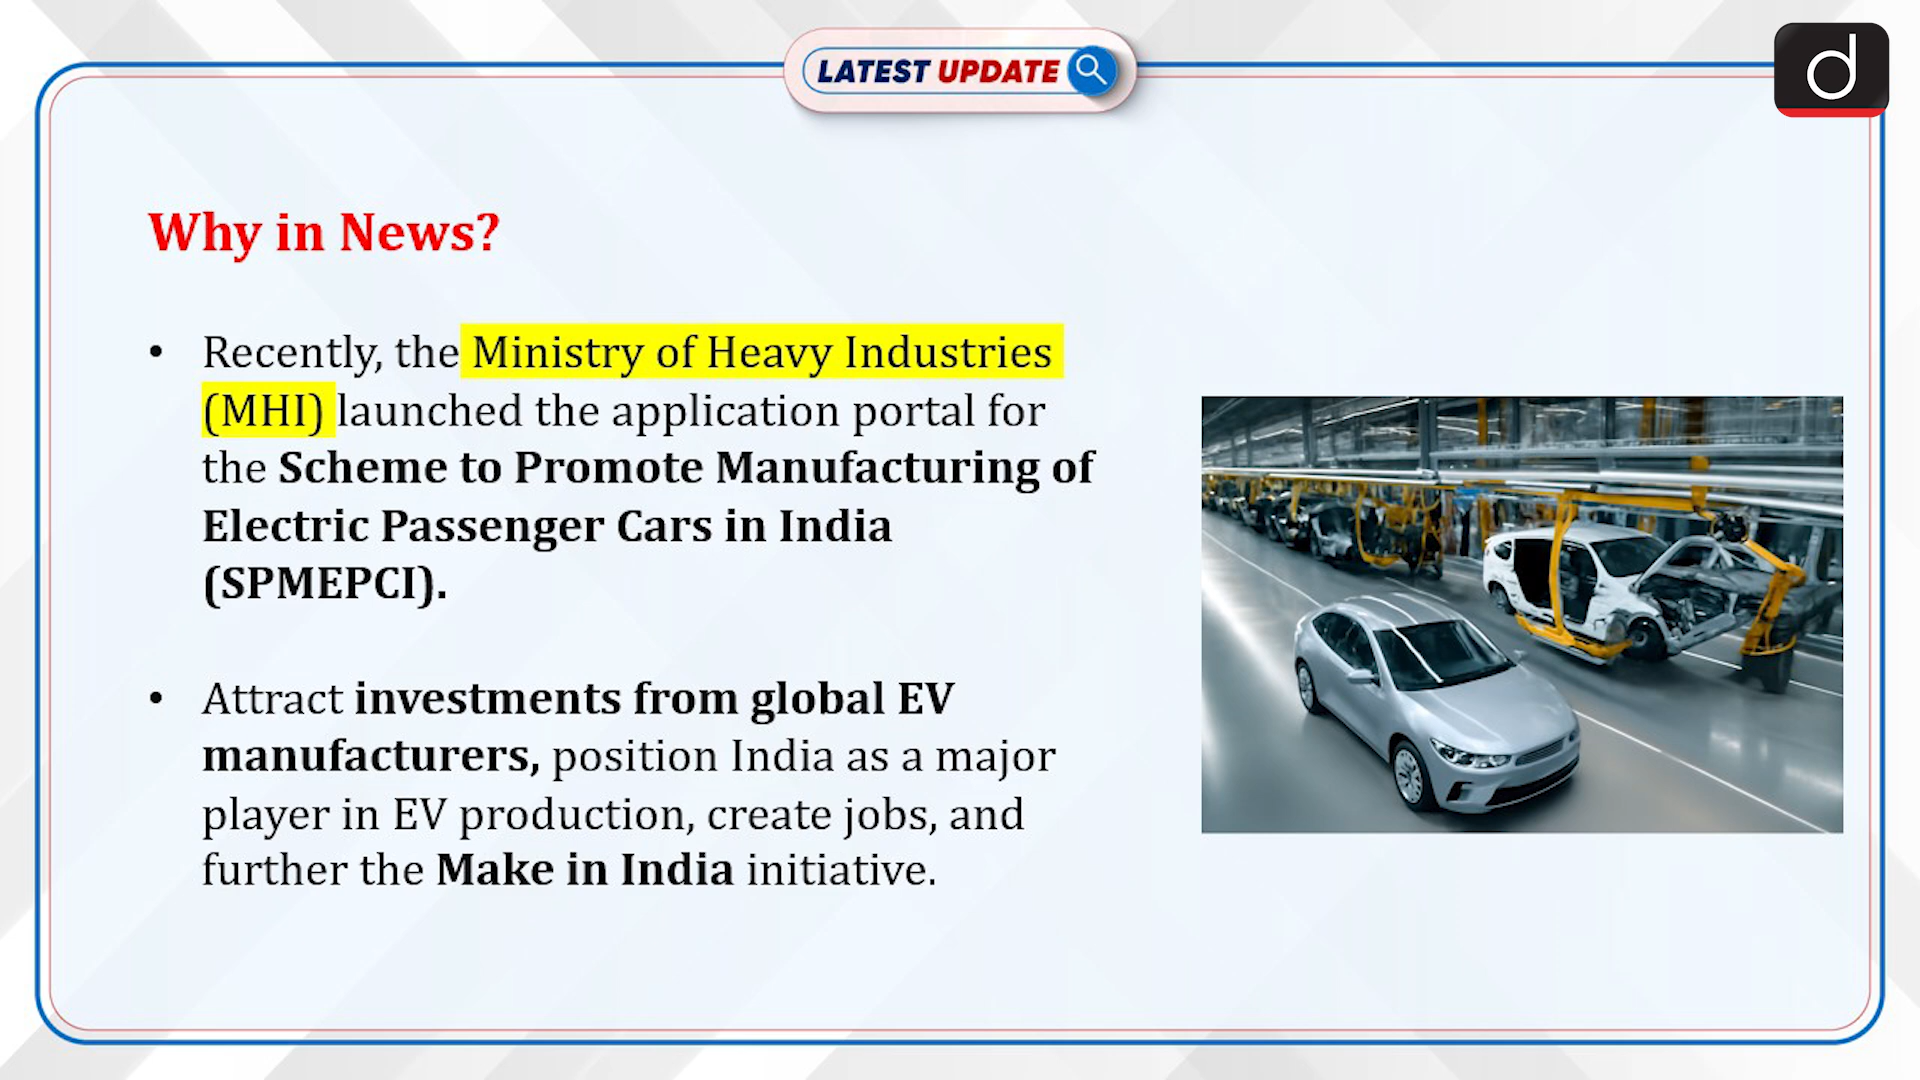 LATEST UPDATE
d
Why in News?
• Recently, the Ministry of Heavy Industries
(MHI) launched the application portal for
the Scheme to Promote Manufacturing of
Electric Passenger Cars in India
(SPMEPCI).
• Attract investments from global EV
manufacturers, position India as a major
player in EV production, create jobs, and
further the Make in India initiative.